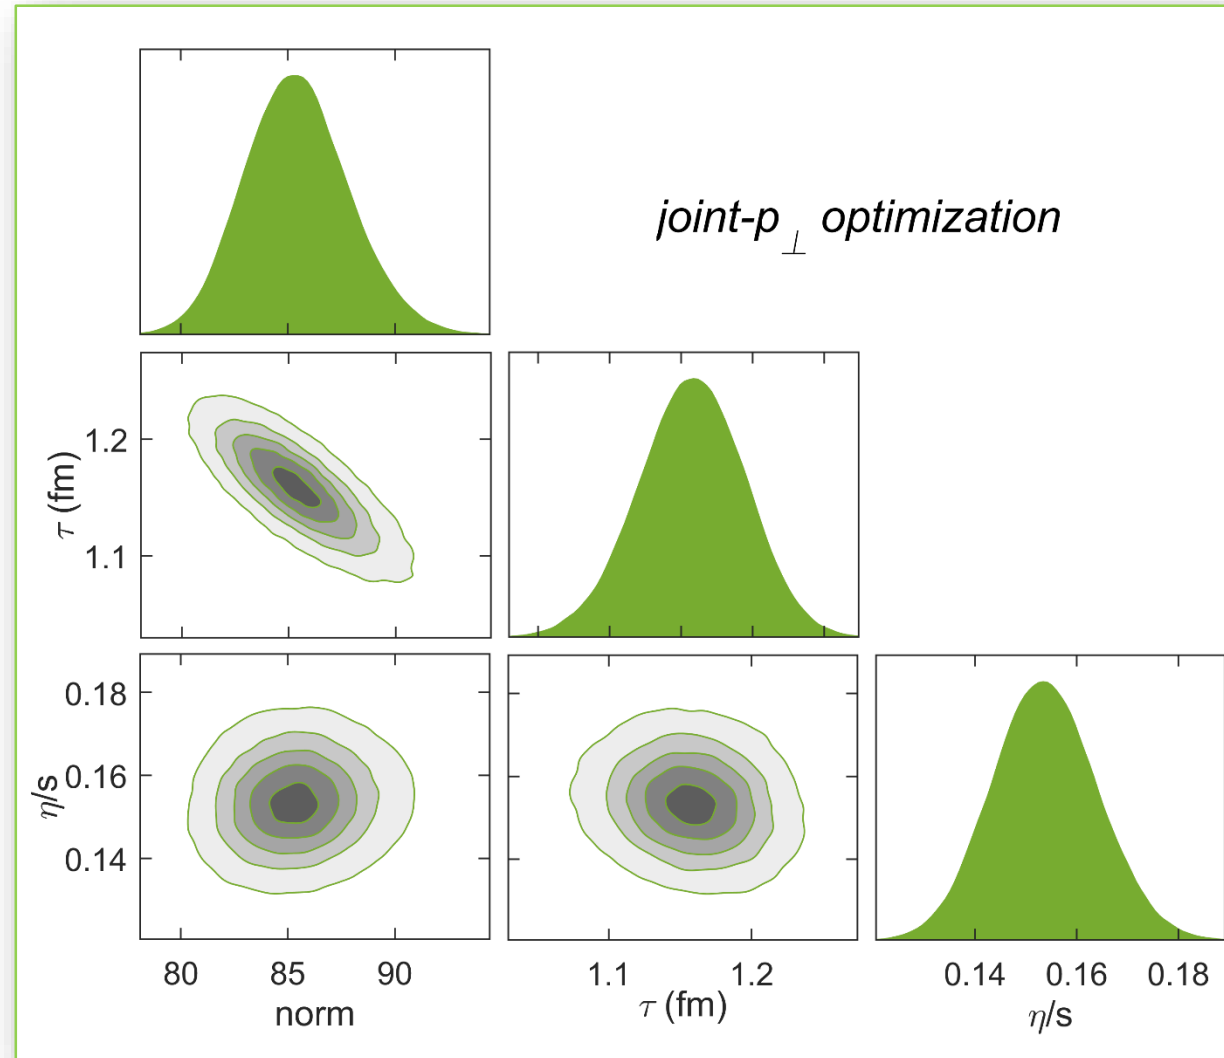 joint-p⊥ optimization
τ (fm)
1.2
1.1
η/s
0.18
0.16
0.14
80 85 90
norm
1.1 1.2
τ (fm)
0.14 0.16 0.18
η/s